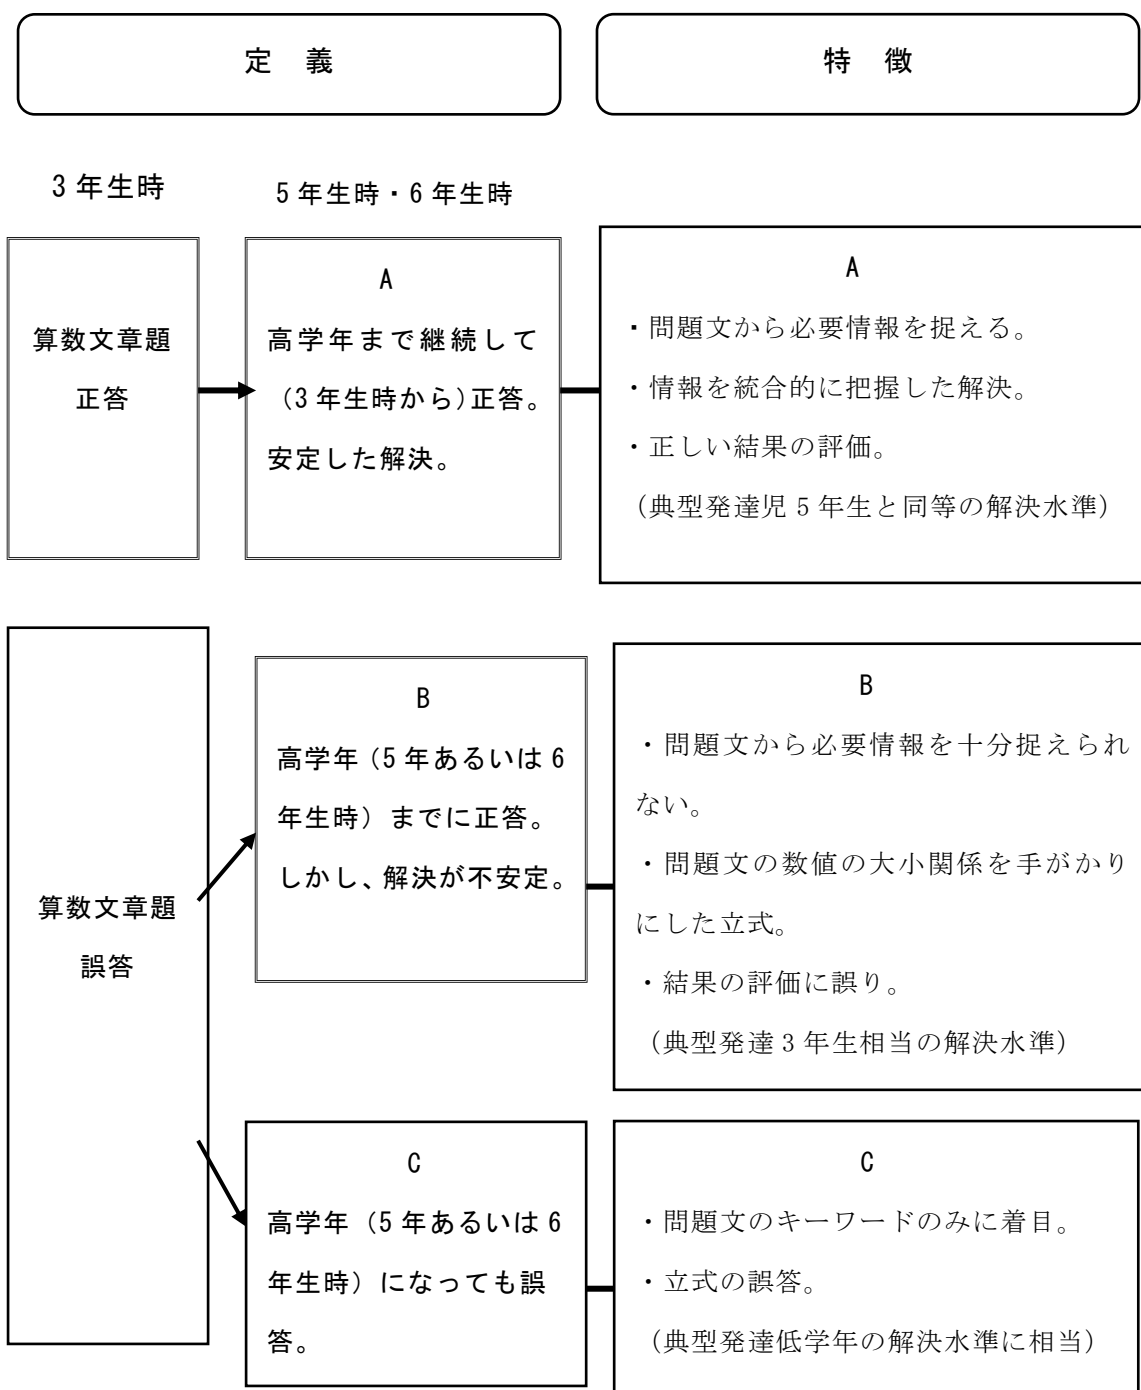 定 義
特 徴
3年生時
5年生時・6年生時
算数文章題
正答
A
高学年まで継続して
(3年生時から)正答。
安定した解決。
A
・問題文から必要情報を捉える。
・情報を統合的に把握した解決。
・正しい結果の評価。
(典型発達児5年生と同等の解決水準)
算数文章題
誤答
B
高学年(5年あるいは6
年生時)までに正答。
しかし、解決が不安定。
B
・問題文から必要情報を十分捉えられ
ない。
・問題文の数値の大小関係を手がかり
にした立式。
・結果の評価に誤り。
(典型発達3年生相当の解決水準)
C
高学年(5年あるいは6
年生時)になっても誤
答。
C
・問題文のキーワードのみに着目。
・立式の誤答。
(典型発達低学年の解決水準に相当)